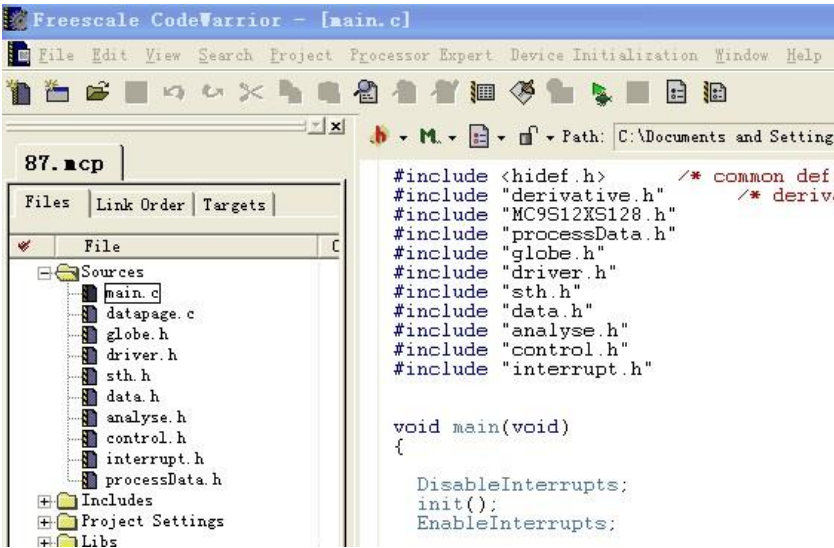 Freescale CodeWarrior - [main.c]
File Edit View Search Project Processor Expert Device Initialization Window Help
Path: C:\Documents and Setting
87.mcp
Files Link Order Targets
File C
Sources
main.c
datapage.c
globe.h
driver.h
sth.h
data.h
analyse.h
control.h
interrupt.h
processData.h
Includes
Project Settings
Libs
#include <hidef.h> /* common def
#include "derivative.h" /* deriva
#include "MC9S12XS128.h"
#include "processData.h"
#include "globe.h"
#include "driver.h"
#include "sth.h"
#include "data.h"
#include "analyse.h"
#include "control.h"
#include "interrupt.h"
void main(void)
{
DisableInterrupts;
init();
EnableInterrupts;